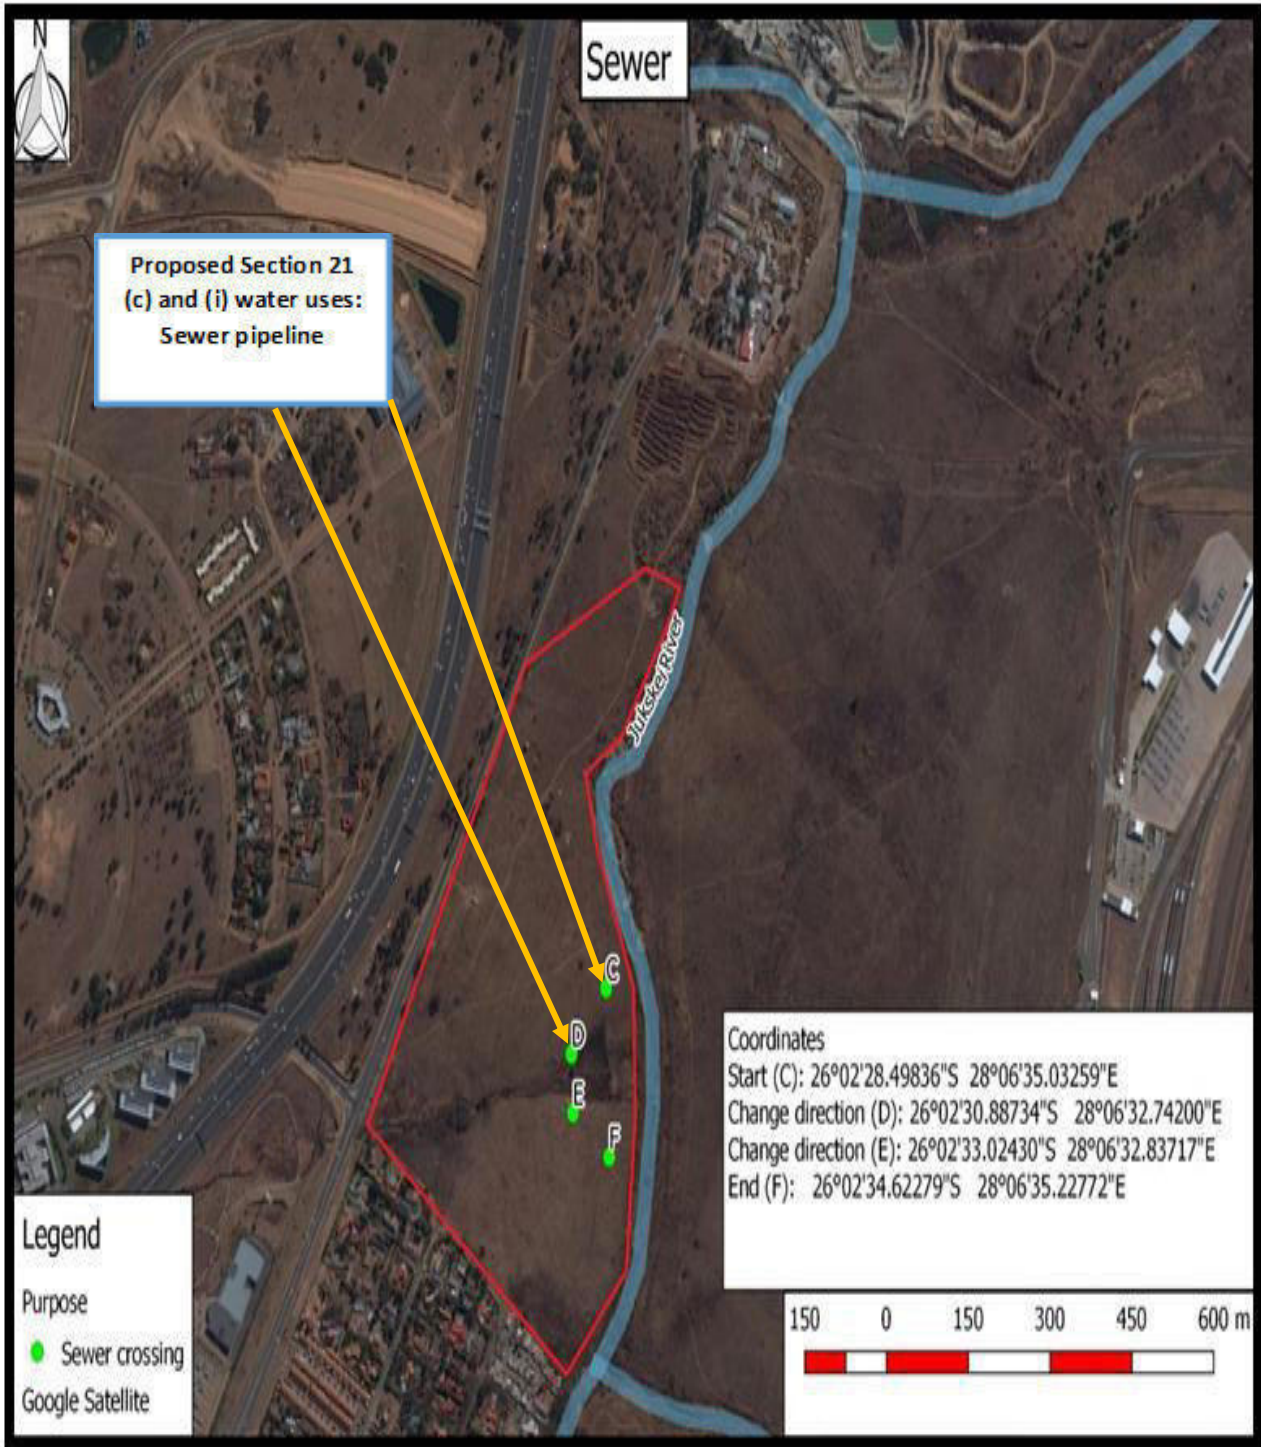 N
Sewer
Proposed Section 21
(c) and (i) water uses:
Sewer pipeline
Jukskei River
C
D
E
F
Coordinates
Start (C): 26°02'28.49836"S 28°06'35.03259"E
Change direction (D): 26°02'30.88734"S 28°06'32.74200"E
Change direction (E): 26°02'33.02430"S 28°06'32.83717"E
End (F): 26°02'34.62279"S 28°06'35.22772"E
Legend
Purpose
Sewer crossing
Google Satellite
150 0 150 300 450 600 m